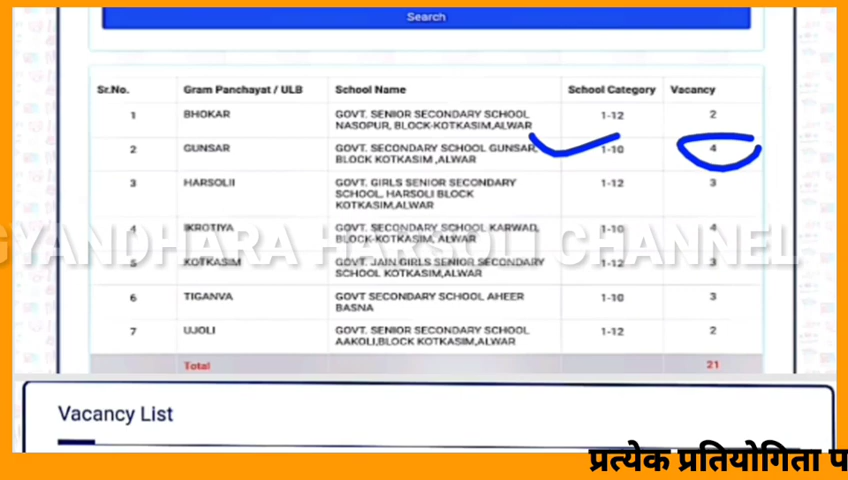 Search
Sr.No. Gram Panchayat / ULB School Name School Category Vacancy
1 BHOKAR GOVT. SENIOR SECONDARY SCHOOL 1-12 2
NASOPUR, BLOCK-KOTKASIM,ALWAR
2 GUNSAR GOVT. SECONDARY SCHOOL GUNSAR, 1-10 4
BLOCK KOTKASIM ,ALWAR
3 HARSOLII GOVT. GIRLS SENIOR SECONDARY 1-12 3
SCHOOL, HARSOLI BLOCK
KOTKASIM,ALWAR
4 IKROTIYA GOVT. SECONDARY SCHOOL KARWAD, 1-10 4
BLOCK-KOTKASIM, ALWAR
GYANDHARA HARSOLI CHANNEL
5 KOTKASIM GOVT. JAIN GIRLS SENIOR SECONDARY 1-12 3
SCHOOL KOTKASIM,ALWAR
6 TIGANVA GOVT SECONDARY SCHOOL AHEER 1-10 3
BASNA
7 UJOLI GOVT. SENIOR SECONDARY SCHOOL 1-12 2
AAKOLI,BLOCK KOTKASIM,ALWAR
Total 21
Vacancy List
प्रत्येक प्रतियोगिता प